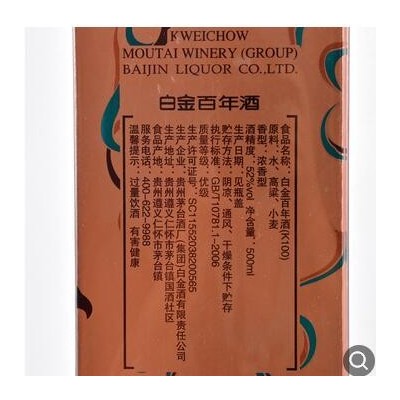 KWEICHOW
MOUTAI WINERY (GROUP)
BAIJIN LIQUOR CO.,LTD.
白金百年酒
食品名称：白金百年酒(K100)
原料：水、高粱、小麦
香型：浓香型
酒精度：52%vol 净含量：500ml
生产日期：见瓶盖
贮存方法：阴凉、通风、干燥条件下贮存
执行标准：GB/T10781.1-2006
质量等级：优级
生产许可证号：SC11552038200565
生产企业：贵州茅台酒厂(集团)白金酒有限责任公司
生产地址：贵州遵义仁怀市茅台镇国酒社区
食品产地：贵州遵义仁怀市茅台镇
服务电话：400-622-9988
温馨提示：过量饮酒 有害健康